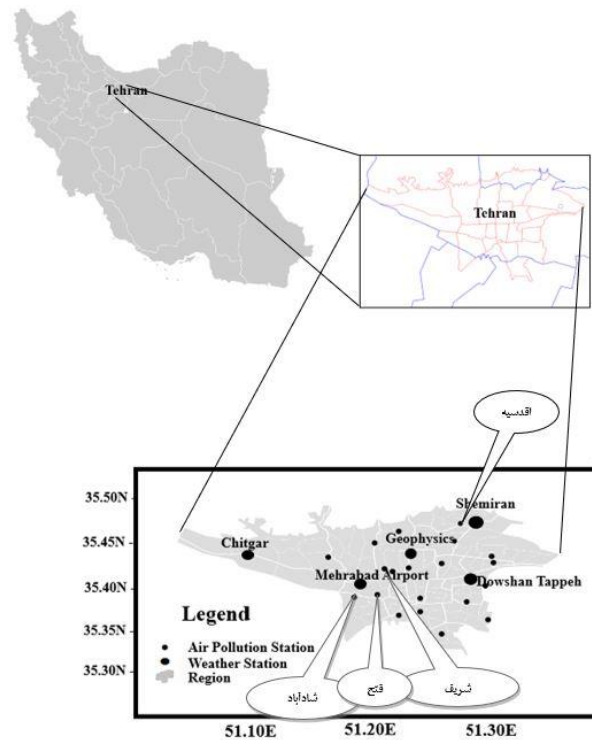 Tehran
Tehran
اقدسیه
35.50N
Shemiran
35.45N
Chitgar
Geophysics
35.40N
Mehrabad Airport
Dowshan Tappeh
35.35N
Legend
Air Pollution Station
Weather Station
35.30N
Region
شادآباد
فتح
شریف
51.10E 51.20E 51.30E